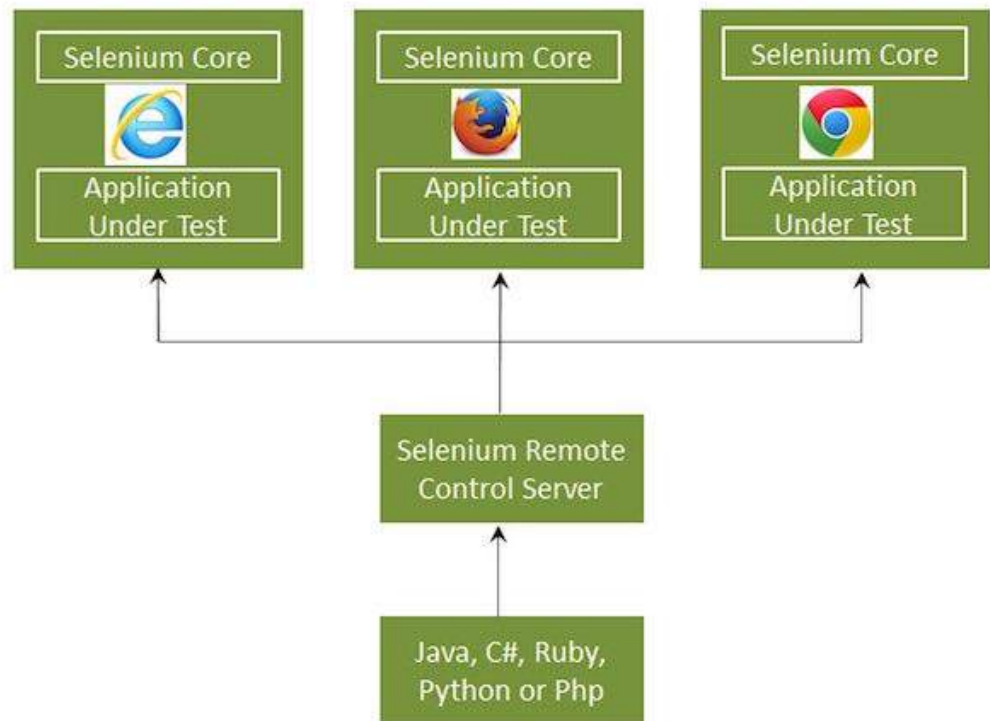 Selenium Core
Application
Under Test
Selenium Core
Application
Under Test
Selenium Core
Application
Under Test
Selenium Remote
Control Server
Java, C#, Ruby,
Python or Php